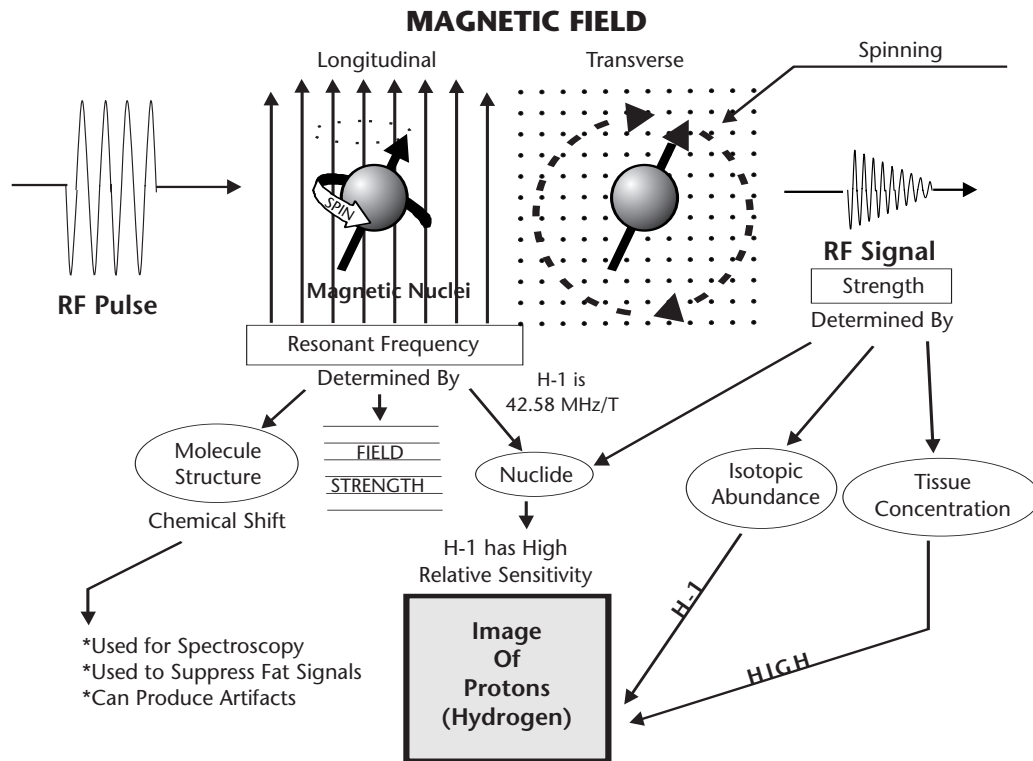 MAGNETIC FIELD
Longitudinal
Transverse
Spinning
SPIN
RF Pulse
Magnetic Nuclei
RF Signal
Strength
Determined By
Resonant Frequency
Determined By
H-1 is
42.58 MHz/T
Molecule
Structure
FIELD
STRENGTH
Nuclide
Isotopic
Abundance
Tissue
Concentration
Chemical Shift
H-1 has High
Relative Sensitivity
H-1
HIGH
*Used for Spectroscopy
*Used to Suppress Fat Signals
*Can Produce Artifacts
Image
Of
Protons
(Hydrogen)